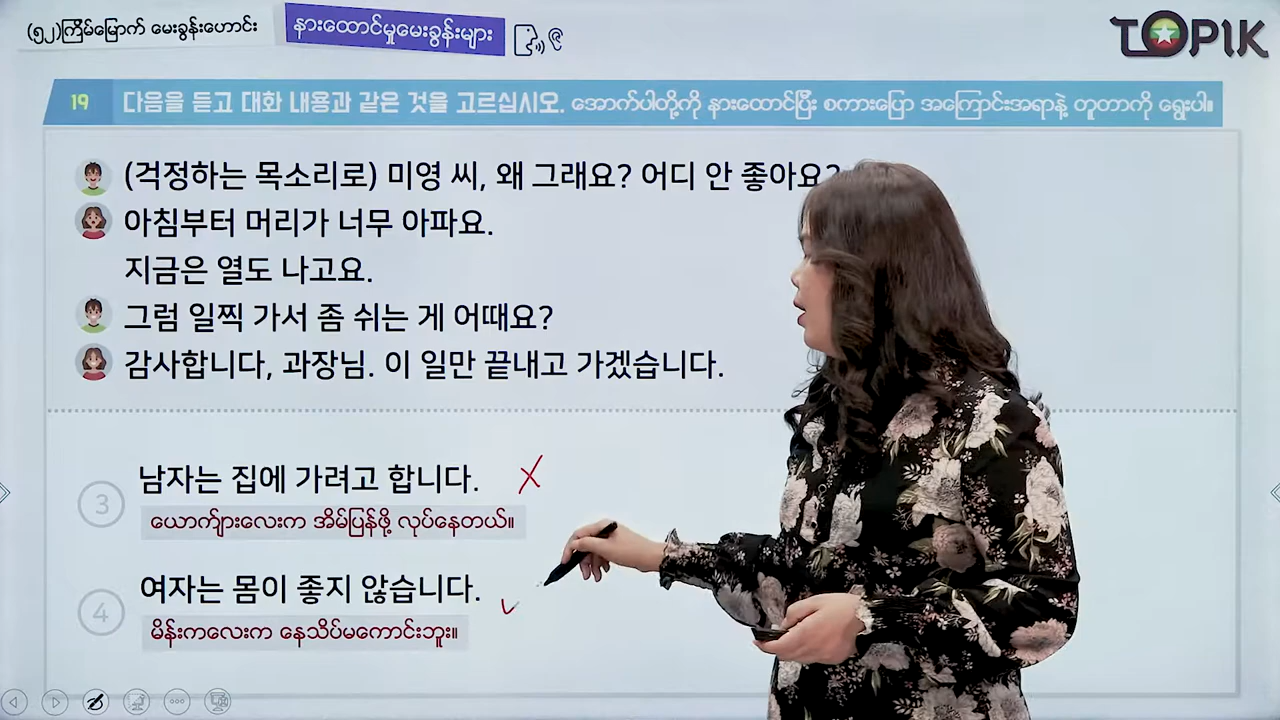 (၅၂)ကြိမ်မြောက် မေးခွန်းဟောင်း
နားထောင်မှုမေးခွန်းများ
TOPIK
19 다음을 듣고 대화 내용과 같은 것을 고르십시오. အောက်ပါတို့ကို နားထောင်ပြီး စကားပြော အကြောင်းအရာနဲ့ တူတာကို ရွေးပါ။
(걱정하는 목소리로) 미영 씨, 왜 그래요? 어디 안 좋아요?
아침부터 머리가 너무 아파요.
지금은 열도 나고요.
그럼 일찍 가서 좀 쉬는 게 어때요?
감사합니다, 과장님. 이 일만 끝내고 가겠습니다.
3 남자는 집에 가려고 합니다.
ယောက်ျားလေးက အိမ်ပြန်ဖို့ လုပ်နေတယ်။
4 여자는 몸이 좋지 않습니다.
မိန်းကလေးက နေသိပ်မကောင်းဘူး။